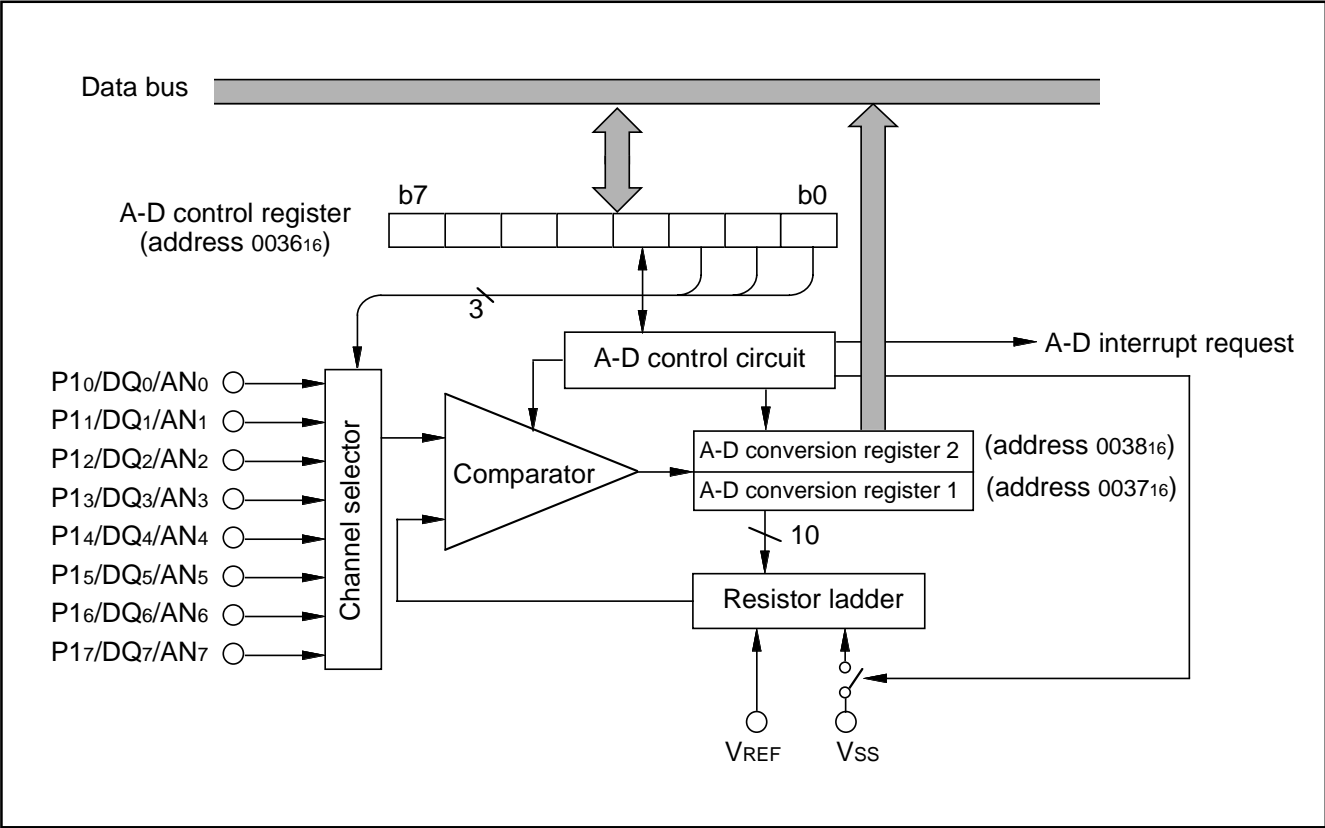 Data bus
b7
b0
A-D control register
(address 0036₁₆)
3
A-D control circuit
A-D interrupt request
P1₀/DQ₀/AN₀
P1₁/DQ₁/AN₁
P1₂/DQ₂/AN₂
P1₃/DQ₃/AN₃
P1₄/DQ₄/AN₄
P1₅/DQ₅/AN₅
P1₆/DQ₆/AN₆
P1₇/DQ₇/AN₇
Channel selector
Comparator
A-D conversion register 2
(address 0038₁₆)
A-D conversion register 1
(address 0037₁₆)
10
Resistor ladder
VREF
VSS